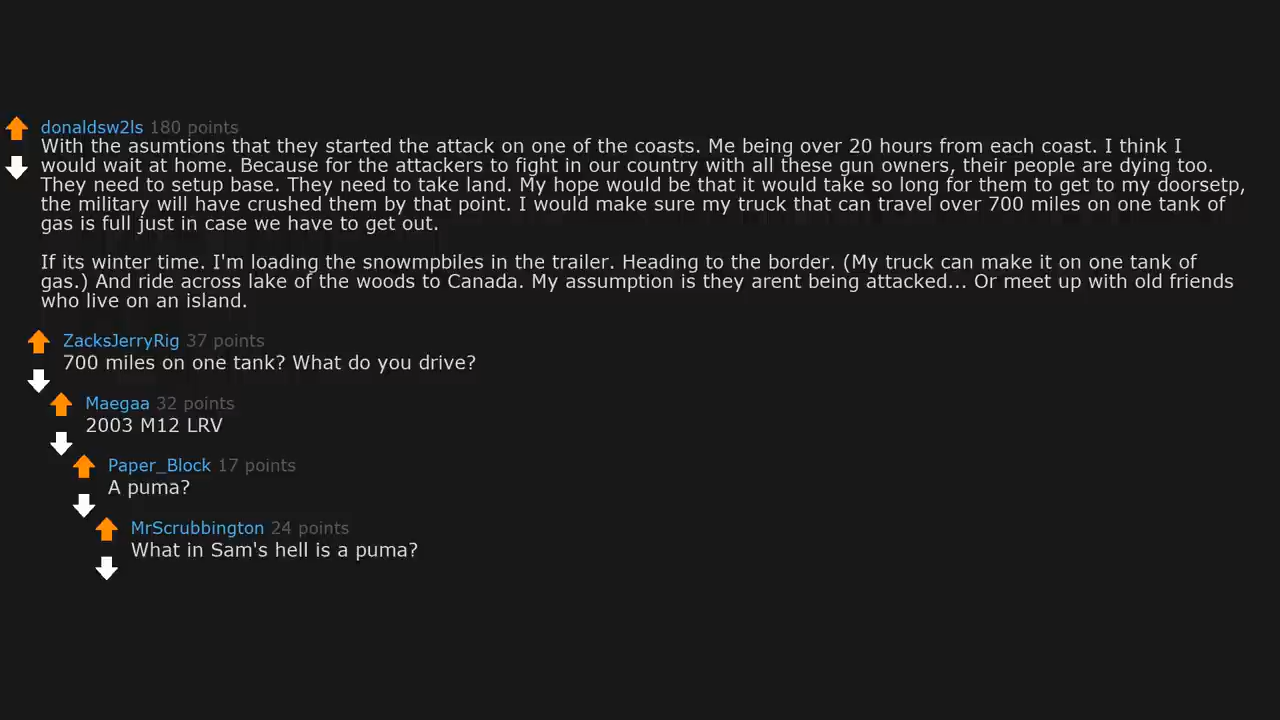 donaldsw2ls 180 points
With the asumtions that they started the attack on one of the coasts. Me being over 20 hours from each coast. I think I
would wait at home. Because for the attackers to fight in our country with all these gun owners, their people are dying too.
They need to setup base. They need to take land. My hope would be that it would take so long for them to get to my doorsetp,
the military will have crushed them by that point. I would make sure my truck that can travel over 700 miles on one tank of
gas is full just in case we have to get out.
If its winter time. I'm loading the snowmpbiles in the trailer. Heading to the border. (My truck can make it on one tank of
gas.) And ride across lake of the woods to Canada. My assumption is they arent being attacked... Or meet up with old friends
who live on an island.
ZacksJerryRig 37 points
700 miles on one tank? What do you drive?
Maegaa 32 points
2003 M12 LRV
Paper_Block 17 points
A puma?
MrScrubbington 24 points
What in Sam's hell is a puma?